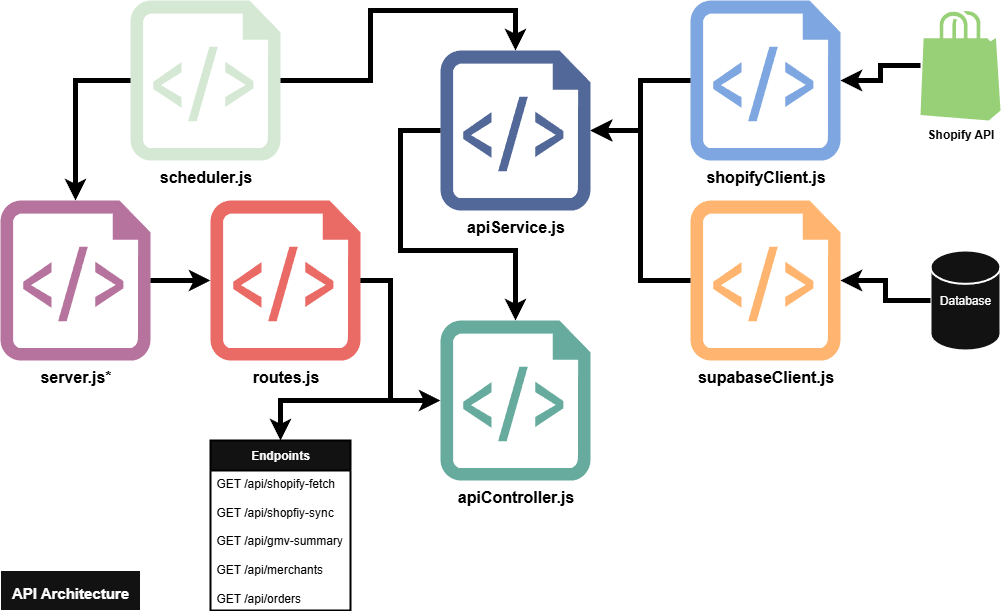 Shopify API
scheduler.js
shopifyClient.js
apiService.js
Database
server.js*
routes.js
supabaseClient.js
Endpoints
GET /api/shopify-fetch
GET /api/shopfiy-sync
GET /api/gmv-summary
GET /api/merchants
GET /api/orders
apiController.js
API Architecture